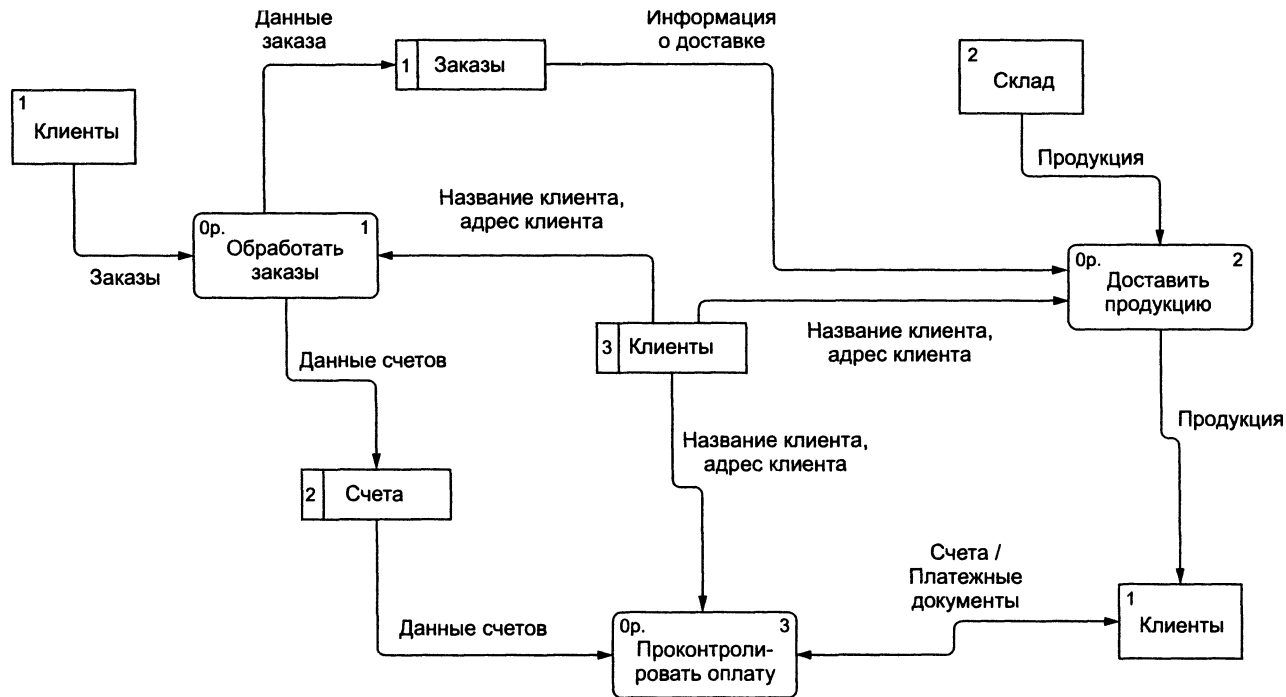 Данные
заказа
Информация
о доставке
1 Заказы
2
Склад
1
Клиенты
Продукция
Название клиента,
адрес клиента
0р. 1
Обработать
заказы
Заказы
0р. 2
Доставить
продукцию
3 Клиенты
Название клиента,
адрес клиента
Данные счетов
Продукция
Название клиента,
адрес клиента
2 Счета
Счета /
Платежные
документы
1
Клиенты
Данные счетов
0р. 3
Проконтроли-
ровать оплату